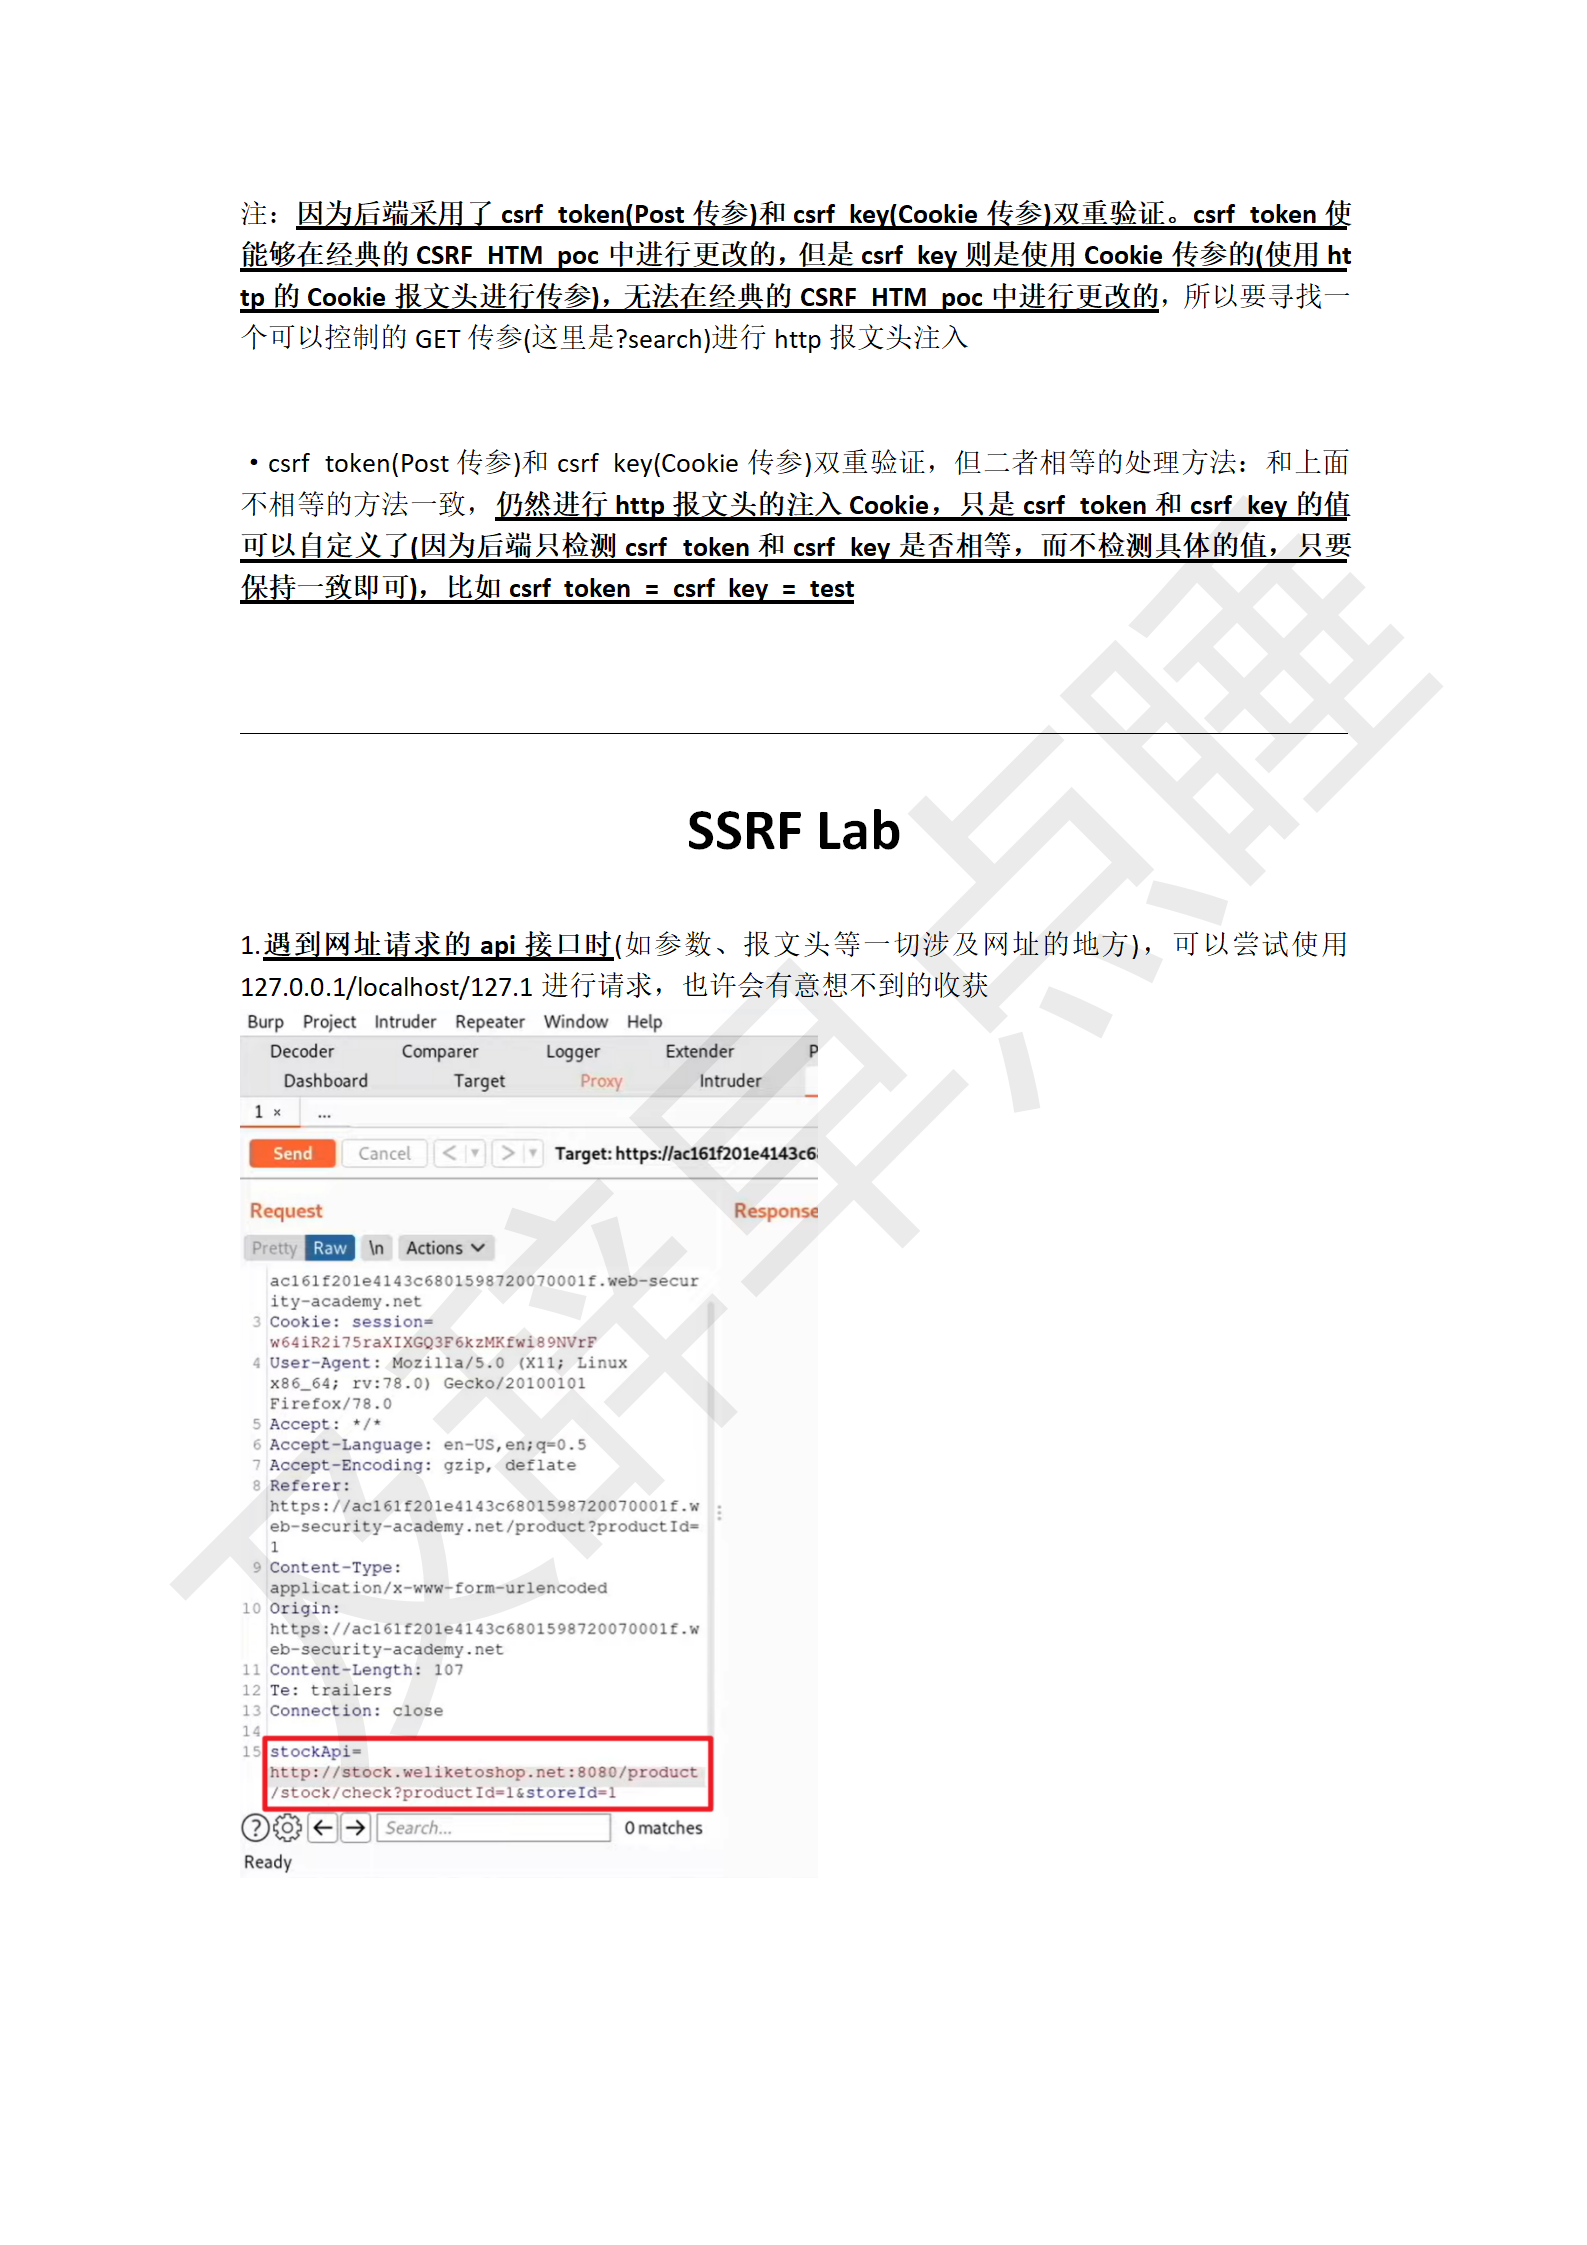 注：因为后端采用了 csrf_token(Post 传参)和 csrf_key(Cookie 传参)双重验证。csrf_token 使
能够在经典的 CSRF_HTM_poc 中进行更改的，但是 csrf_key 则是使用 Cookie 传参的(使用 ht
tp 的 Cookie 报文头进行传参)，无法在经典的 CSRF_HTM_poc 中进行更改的，所以要寻找一
个可以控制的 GET 传参(这里是?search)进行 http 报文头注入
·csrf_token(Post 传参)和 csrf_key(Cookie 传参)双重验证，但二者相等的处理方法：和上面
不相等的方法一致，仍然进行 http 报文头的注入 Cookie，只是 csrf_token 和 csrf_key 的值
可以自定义了(因为后端只检测 csrf_token 和 csrf_key 是否相等，而不检测具体的值，只要
保持一致即可)，比如 csrf_token = csrf_key = test
SSRF Lab
1.遇到网址请求的 api 接口时(如参数、报文头等一切涉及网址的地方)，可以尝试使用
127.0.0.1/localhost/127.1 进行请求，也许会有意想不到的收获
Burp Project Intruder Repeater Window Help
Decoder Comparer Logger Extender P
Dashboard Target Proxy Intruder
1 × ...
Send Cancel < > Target: https://ac161f201e4143c6
Request Response
Pretty Raw \n Actions
ac161f201e4143c6801598720070001f.web-secur
ity-academy.net
3 Cookie: session=
w64iR2i75raXIXGQ3F6kzMKfwi89NVrF
4 User-Agent: Mozilla/5.0 (X11; Linux
x86_64; rv:78.0) Gecko/20100101
Firefox/78.0
5 Accept: */*
6 Accept-Language: en-US,en;q=0.5
7 Accept-Encoding: gzip, deflate
8 Referer:
https://ac161f201e4143c6801598720070001f.w
eb-security-academy.net/product?productId=
1
9 Content-Type:
application/x-www-form-urlencoded
10 Origin:
https://ac161f201e4143c6801598720070001f.w
eb-security-academy.net
11 Content-Length: 107
12 Te: trailers
13 Connection: close
14
15 stockApi=
http://stock.weliketoshop.net:8080/product
/stock/check?productId=1&storeId=1
? Search... 0 matches
Ready
及辞早点睡